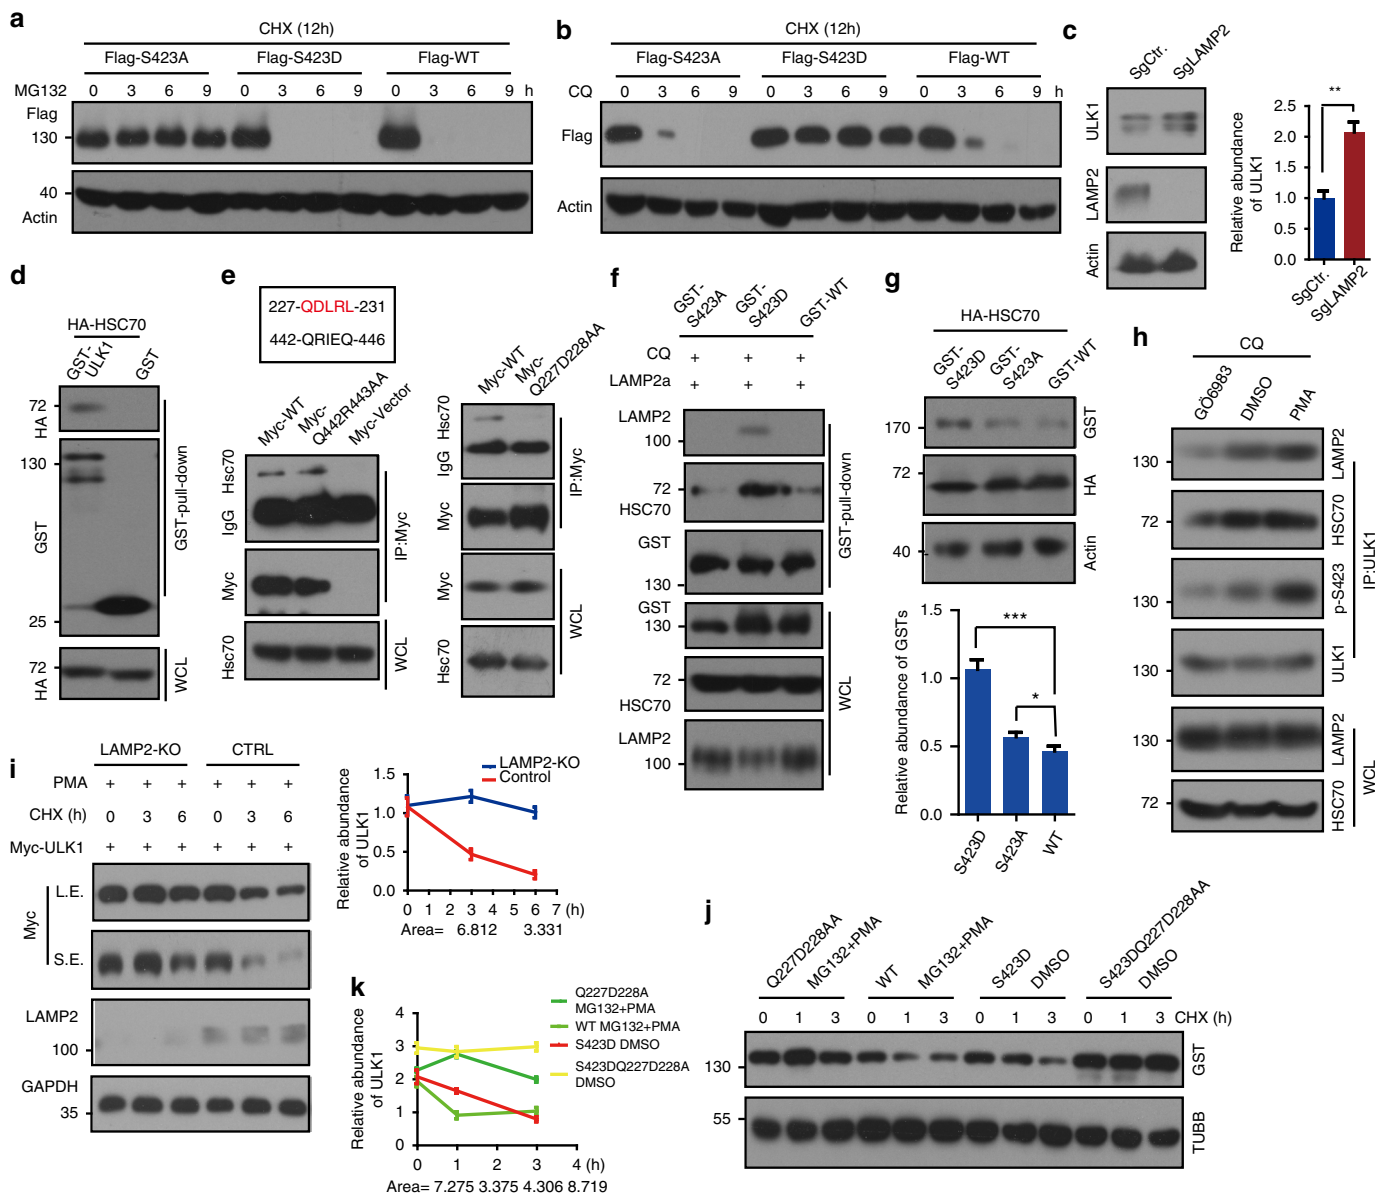 a
CHX (12h)
Flag-S423A Flag-S423D Flag-WT
MG132 0 3 6 9 0 3 6 9 0 3 6 9 h
Flag
130
40
Actin
b
CHX (12h)
Flag-S423A Flag-S423D Flag-WT
CQ 0 3 6 9 0 3 6 9 0 3 6 9 h
Flag
Actin
c
SgCtr. SgLAMP2
ULK1
LAMP2
Actin
Relative abundance
of ULK1
2.5
2.0
1.5
1.0
0.5
0.0
**
SgCtr.
SgLAMP2
d
HA-HSC70
GST-
ULK1
GST
72
HA
130
GST
25
72
HA
GST-pull-down
WCL
e
227-QDLRL-231
442-QRIEQ-446
Myc-WT
Myc-
Q442R443AA
Myc-Vector
Hsc70
IgG
Myc
Hsc70
IP:Myc
WCL
Myc-WT
Myc-
Q227D228AA
Hsc70
IgG
Myc
Myc
Hsc70
IP:Myc
WCL
f
GST-
S423A
GST-
S423D
GST-WT
CQ + + +
LAMP2a + + +
LAMP2
100
72
HSC70
GST
130
GST
130
72
HSC70
LAMP2
100
GST-pull-down
WCL
g
HA-HSC70
GST-
S423D
GST-
S423A
GST-WT
170
GST
72
HA
40
Actin
Relative abundance of GSTs
1.5
1.0
0.5
0.0
***
*
S423D
S423A
WT
h
CQ
GÖ6983
DMSO
PMA
130
LAMP2
72
HSC70
130
p-S423
130
ULK1
130
LAMP2
72
HSC70
IP:ULK1
WCL
i
LAMP2-KO CTRL
PMA + + + + + +
CHX (h) 0 3 6 0 3 6
Myc-ULK1 + + + + + +
Myc
L.E.
S.E.
LAMP2
100
GAPDH
35
Relative abundance
of ULK1
1.5
1.0
0.5
0.0
LAMP2-KO
Control
0 1 2 3 4 5 6 7 (h)
Area= 6.812 3.331
j
Q227D228AA
MG132+PMA
WT
MG132+PMA
S423D
DMSO
S423DQ227D228AA
DMSO
0 1 3 0 1 3 0 1 3 0 1 3 CHX (h)
130
GST
55
TUBB
k
Relative abundance
of ULK1
4
3
2
1
0
Q227D228A
MG132+PMA
WT MG132+PMA
S423D DMSO
S423DQ227D228A
DMSO
0 1 2 3 4 (h)
Area= 7.275 3.375 4.306 8.719